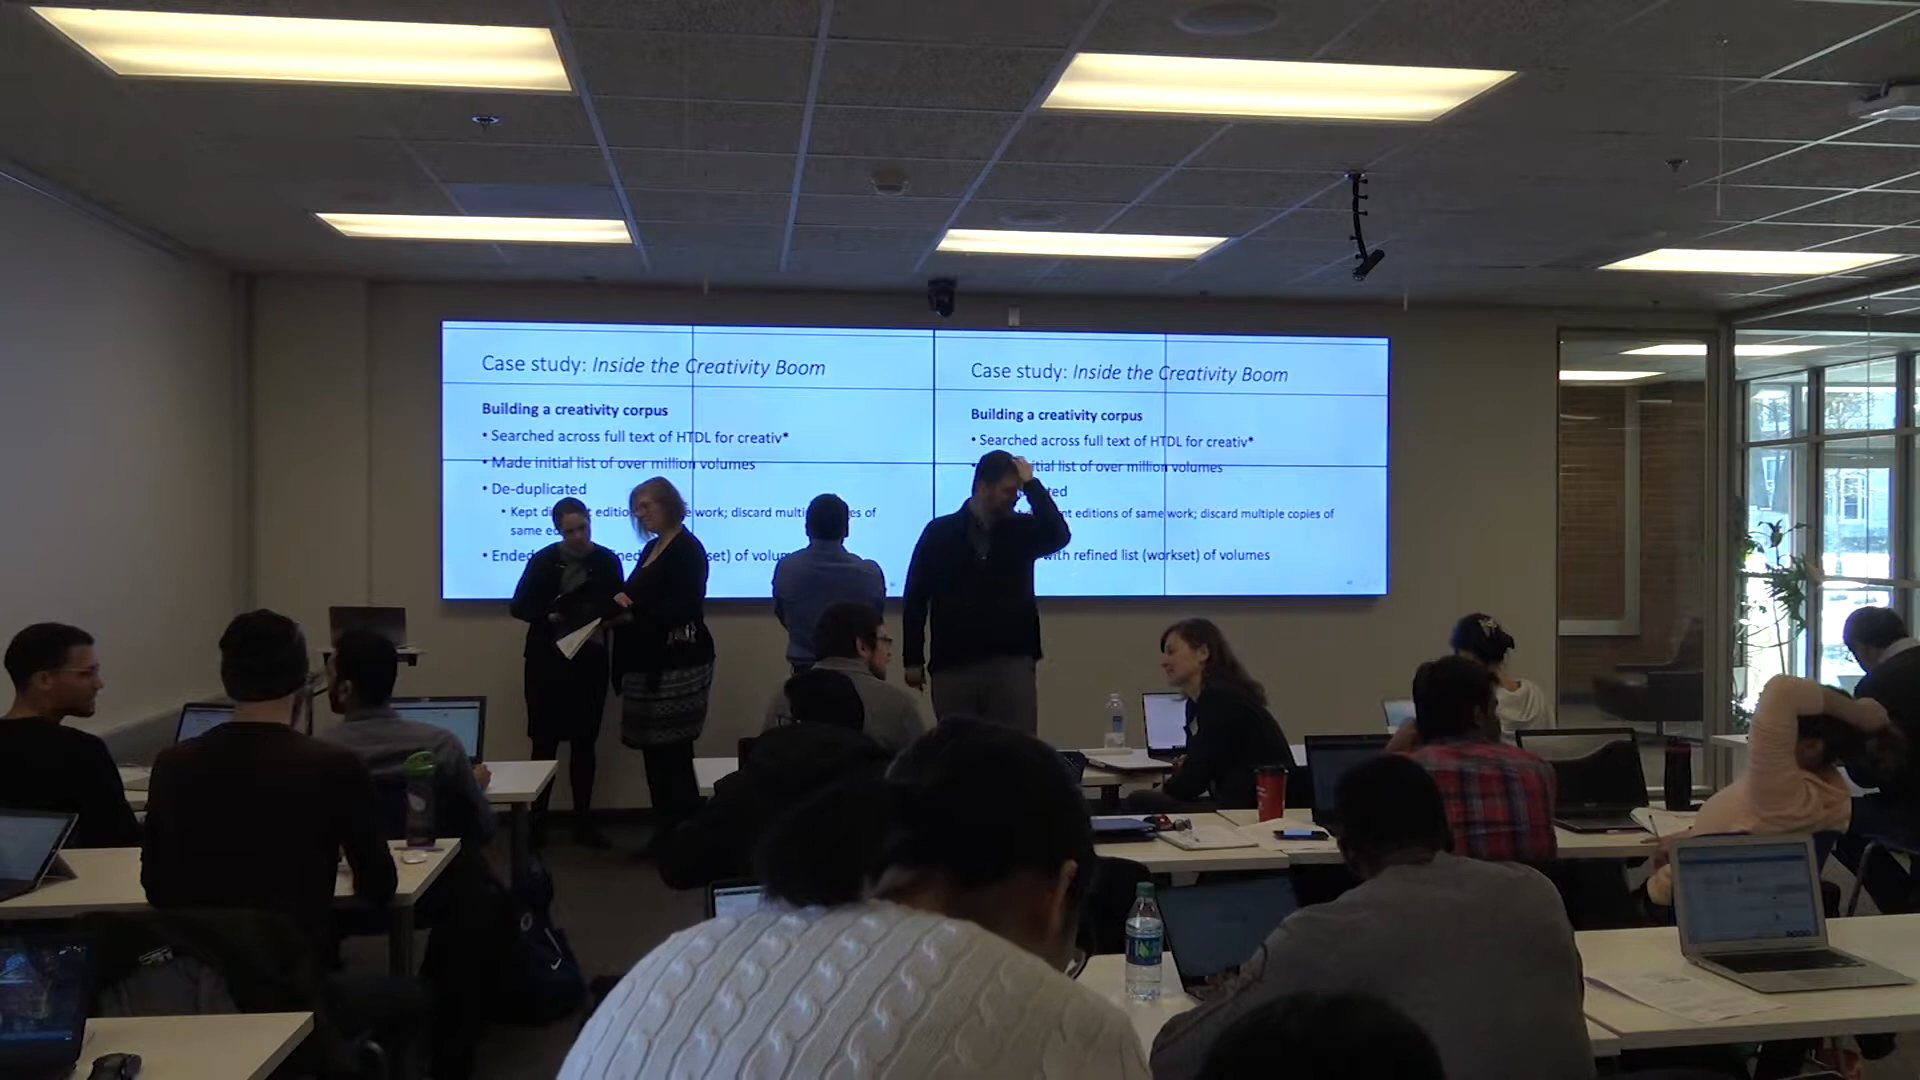 Case study: Inside the Creativity Boom
Building a creativity corpus
• Searched across full text of HTDL for creativ*
• Made initial list of over million volumes
• De-duplicated
• Kept editio work; discard multi es of
same ed
• Ended set) of volum
Case study: Inside the Creativity Boom
Building a creativity corpus
• Searched across full text of HTDL for creativ*
• itial list of over million volumes
ted
nt editions of same work; discard multiple copies of
with refined list (workset) of volumes